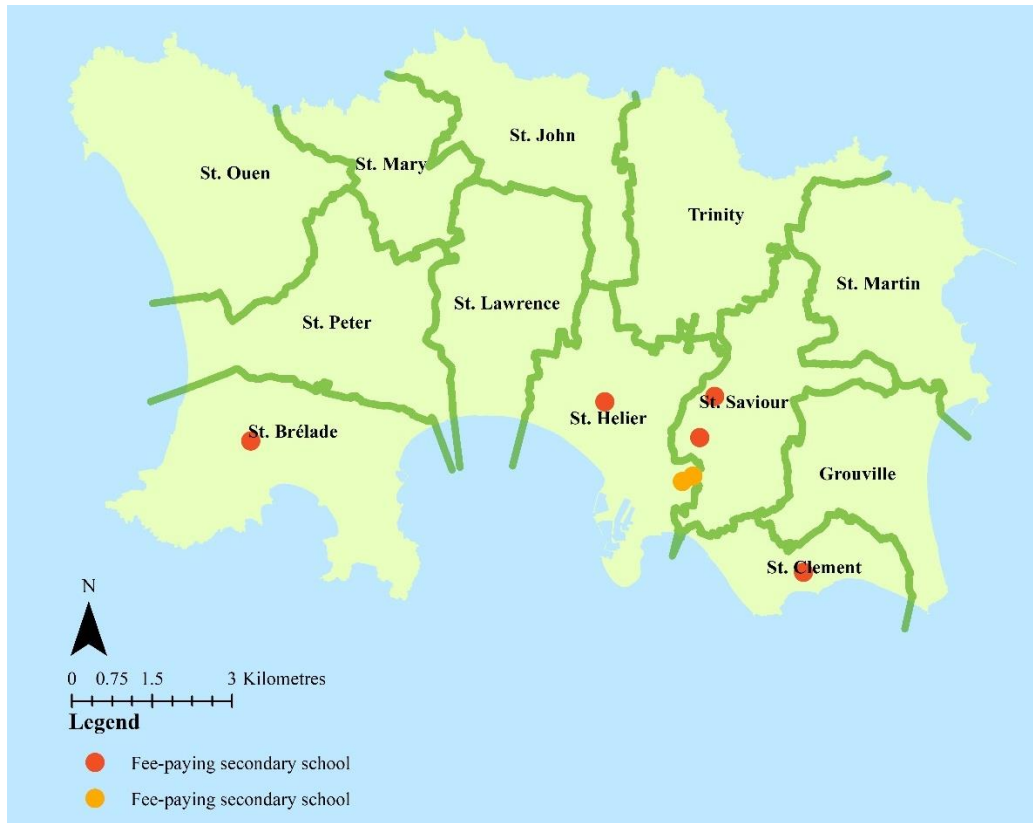 St. John
St. Mary
St. Ouen
Trinity
St. Martin
St. Lawrence
St. Peter
St. Saviour
St. Helier
St. Brélade
Grouville
St. Clement
N
0 0.75 1.5 3 Kilometres
Legend
Fee-paying secondary school
Fee-paying secondary school